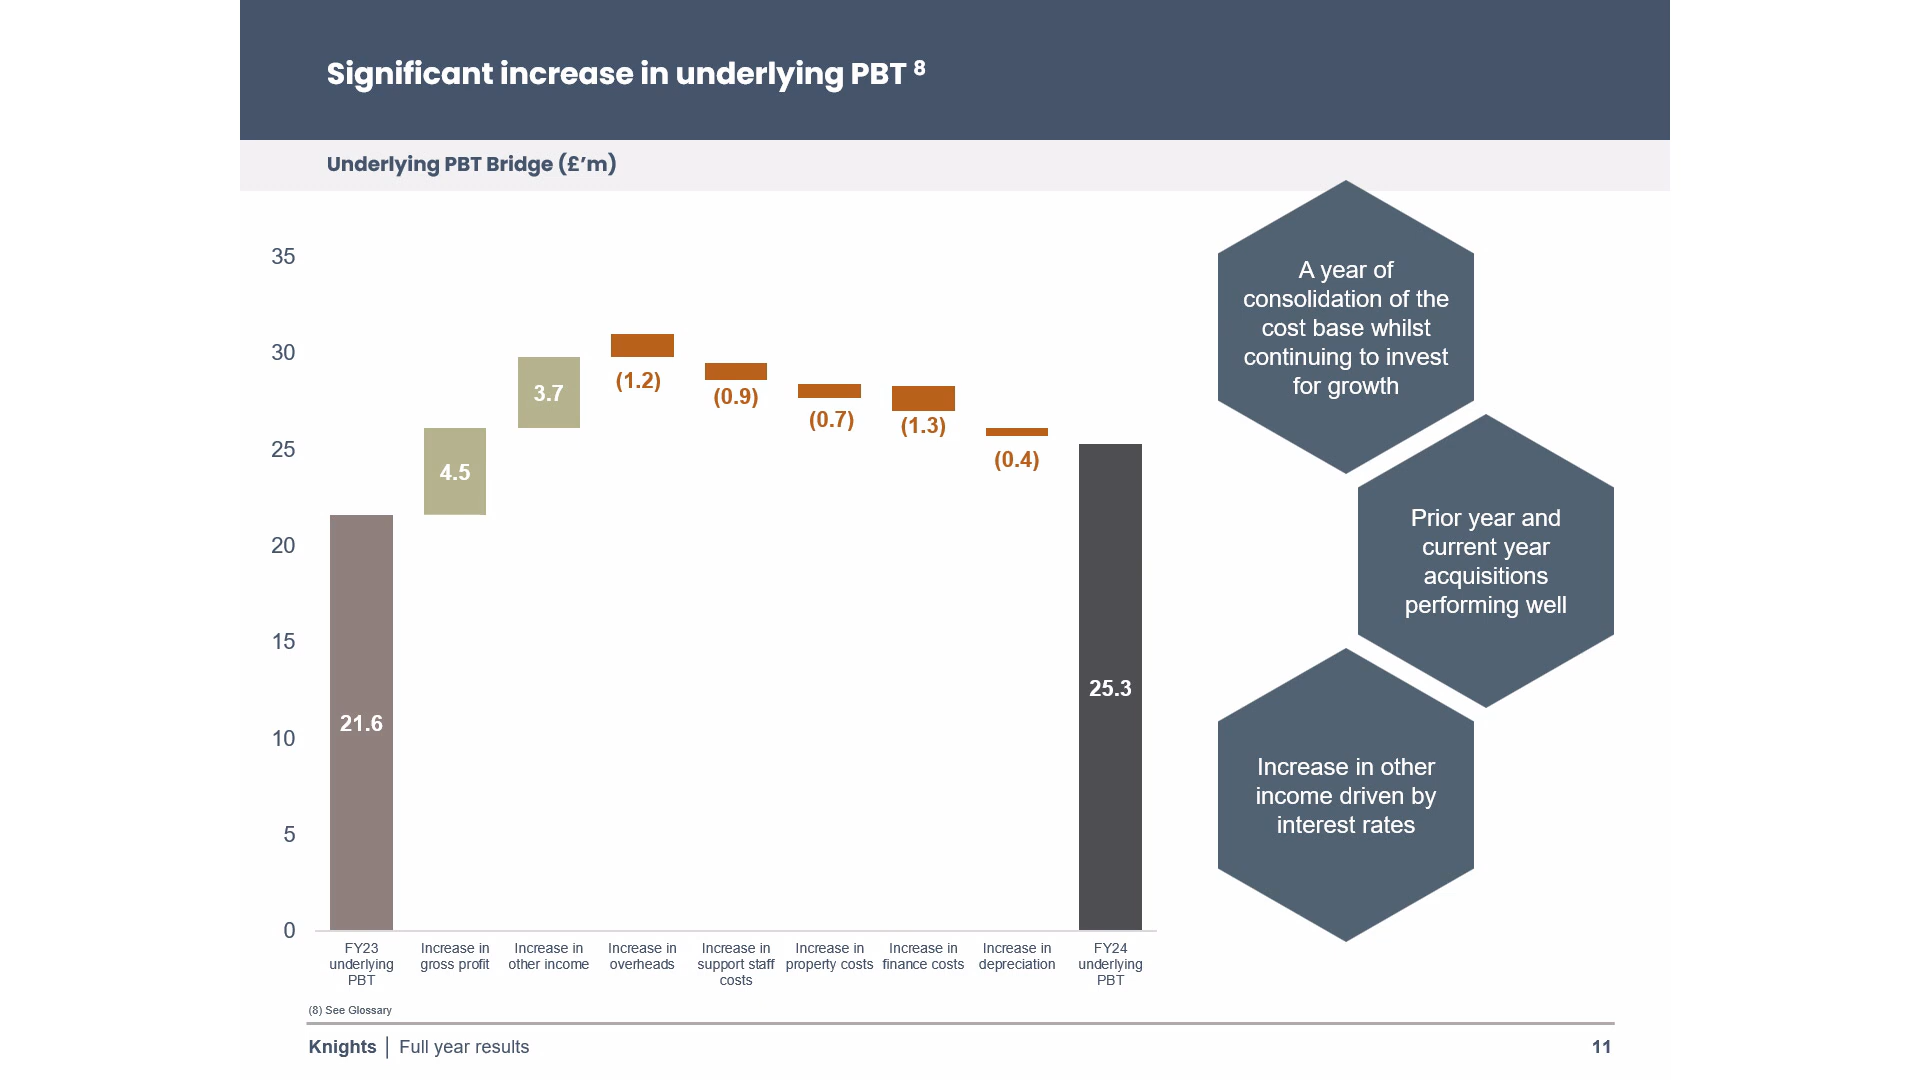 Significant increase in underlying PBT 8
Underlying PBT Bridge (£’m)
35
30
25
20
15
10
5
0
21.6
4.5
3.7
(1.2)
(0.9)
(0.7)
(1.3)
(0.4)
25.3
FY23
underlying
PBT
Increase in
gross profit
Increase in
other income
Increase in
overheads
Increase in
support staff
costs
Increase in
property costs
Increase in
finance costs
Increase in
depreciation
FY24
underlying
PBT
A year of
consolidation of the
cost base whilst
continuing to invest
for growth
Prior year and
current year
acquisitions
performing well
Increase in other
income driven by
interest rates
(8) See Glossary
Knights | Full year results
11